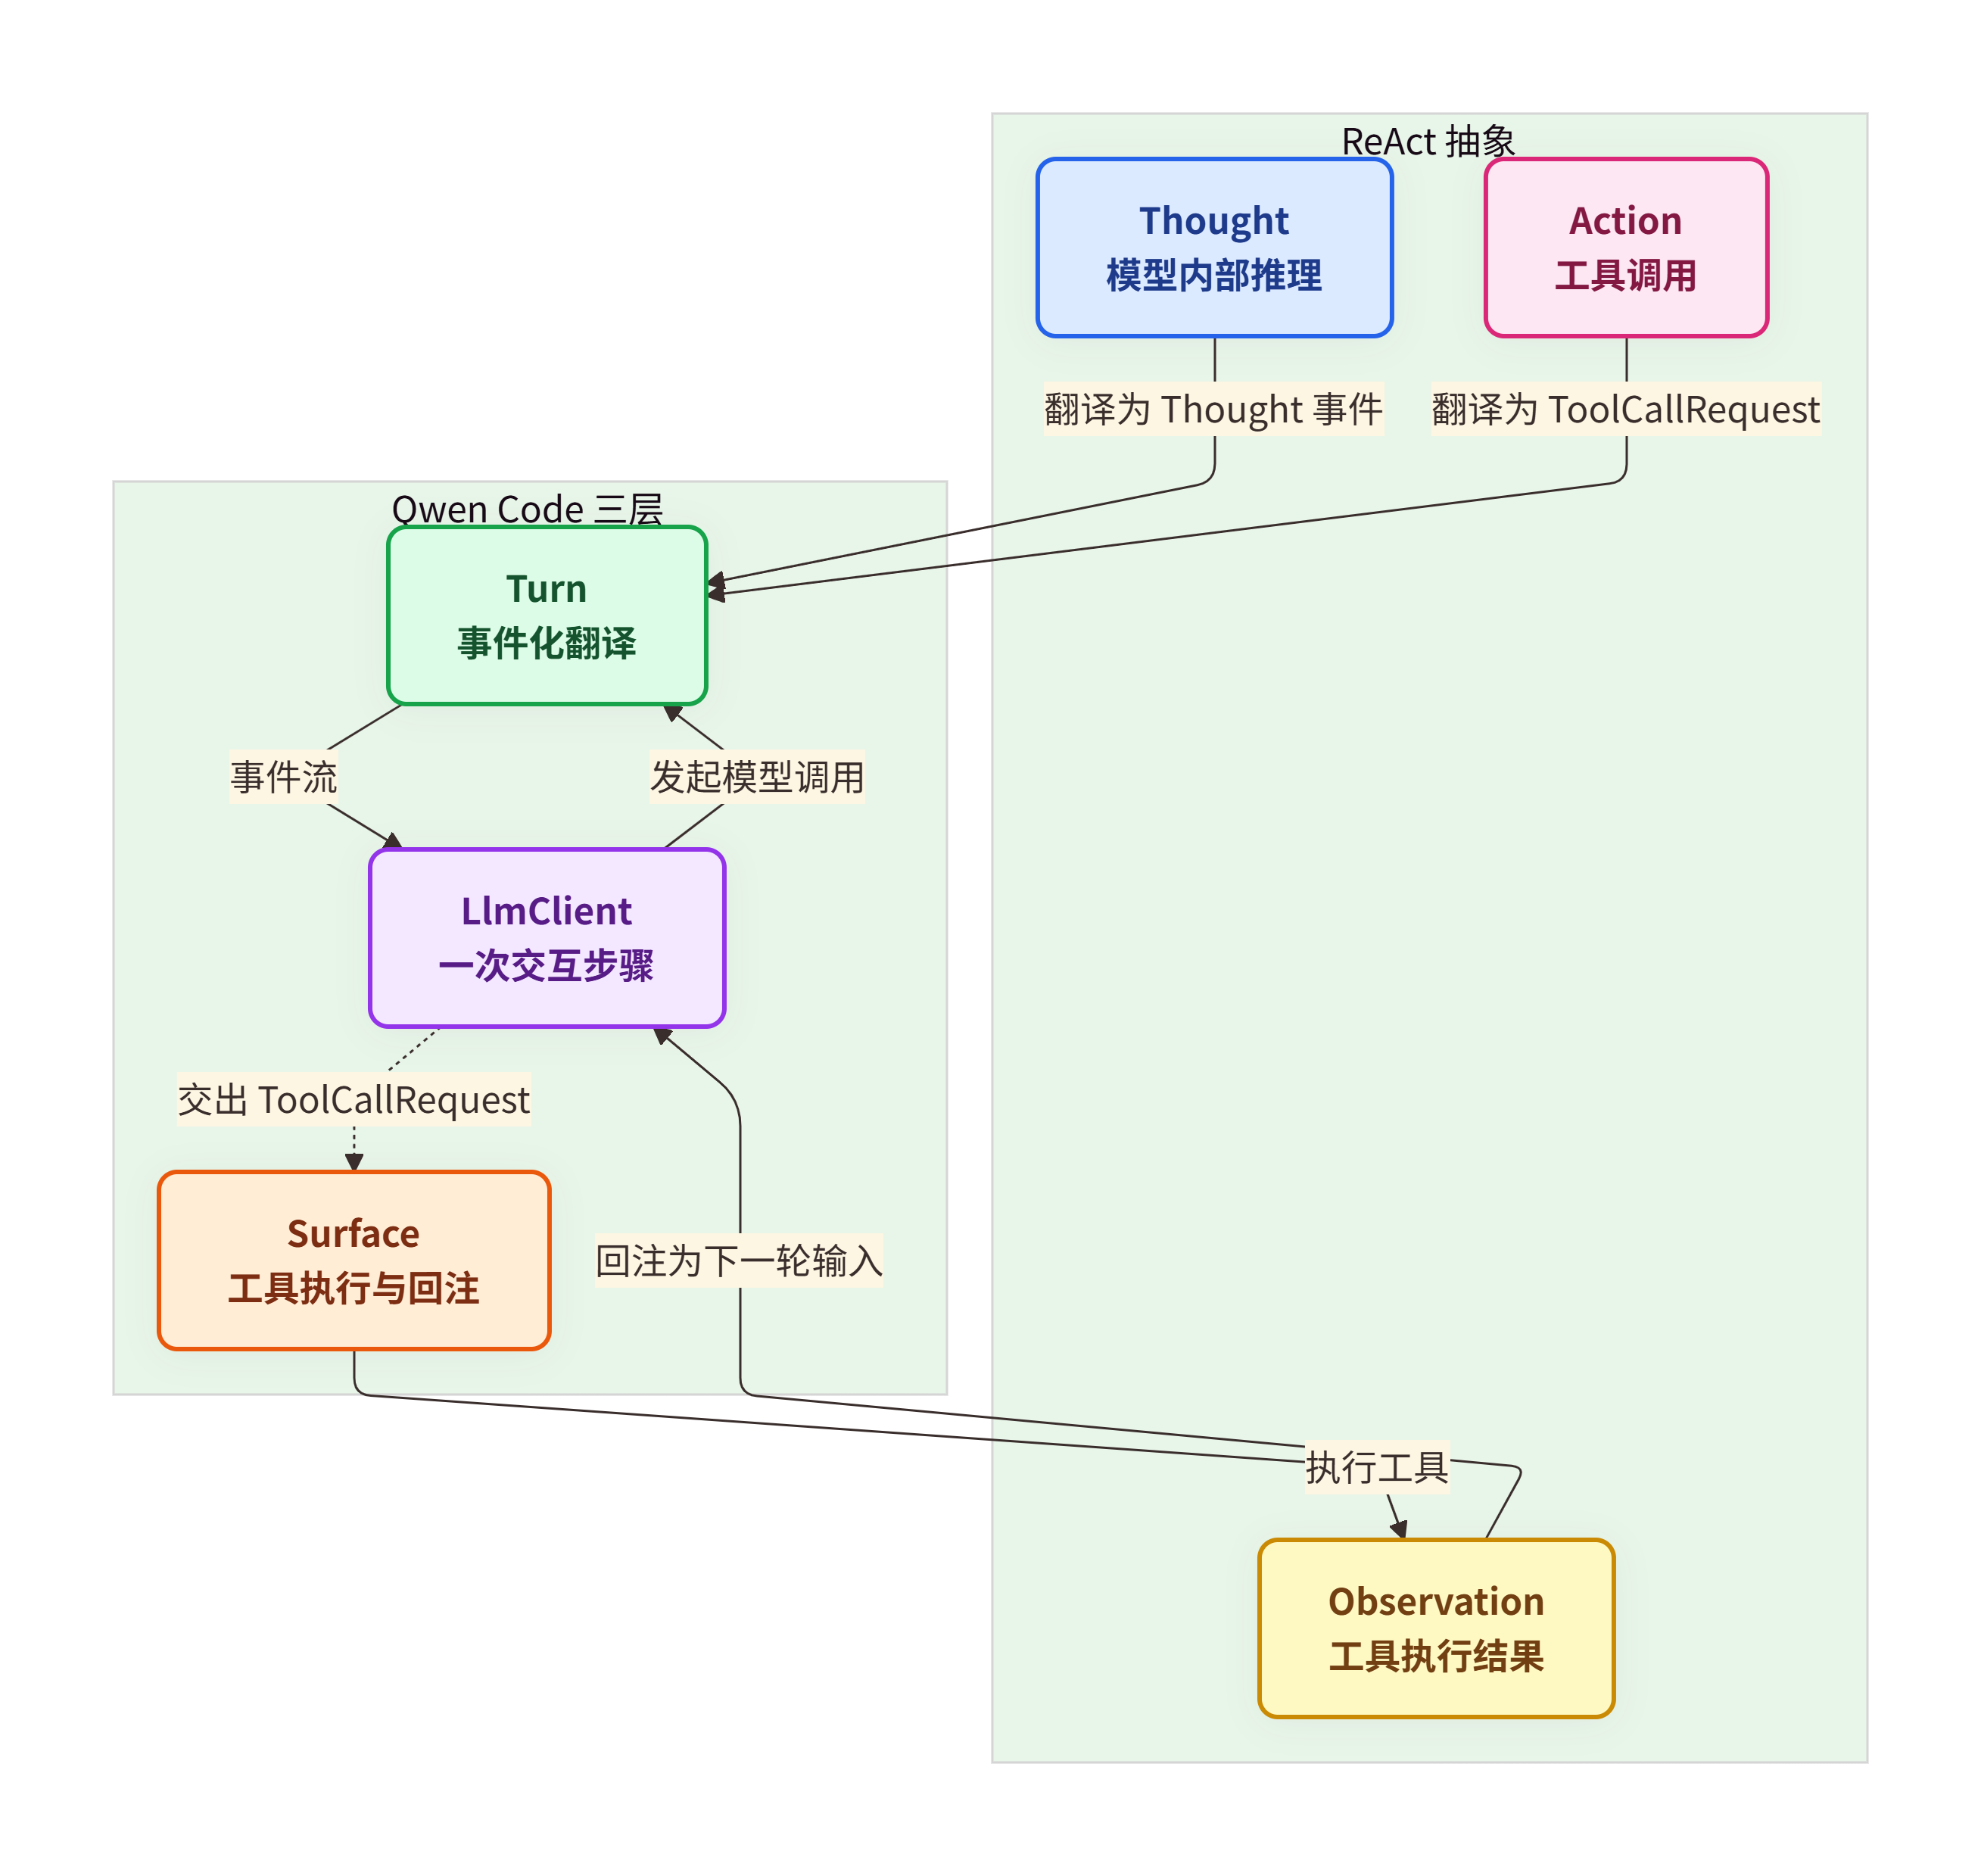 ReAct 抽象
Thought
模型内部推理
Action
工具调用
翻译为 Thought 事件
翻译为 ToolCallRequest
Qwen Code 三层
Turn
事件化翻译
事件流
发起模型调用
LlmClient
一次交互步骤
交出 ToolCallRequest
Surface
工具执行与回注
回注为下一轮输入
执行工具
Observation
工具执行结果